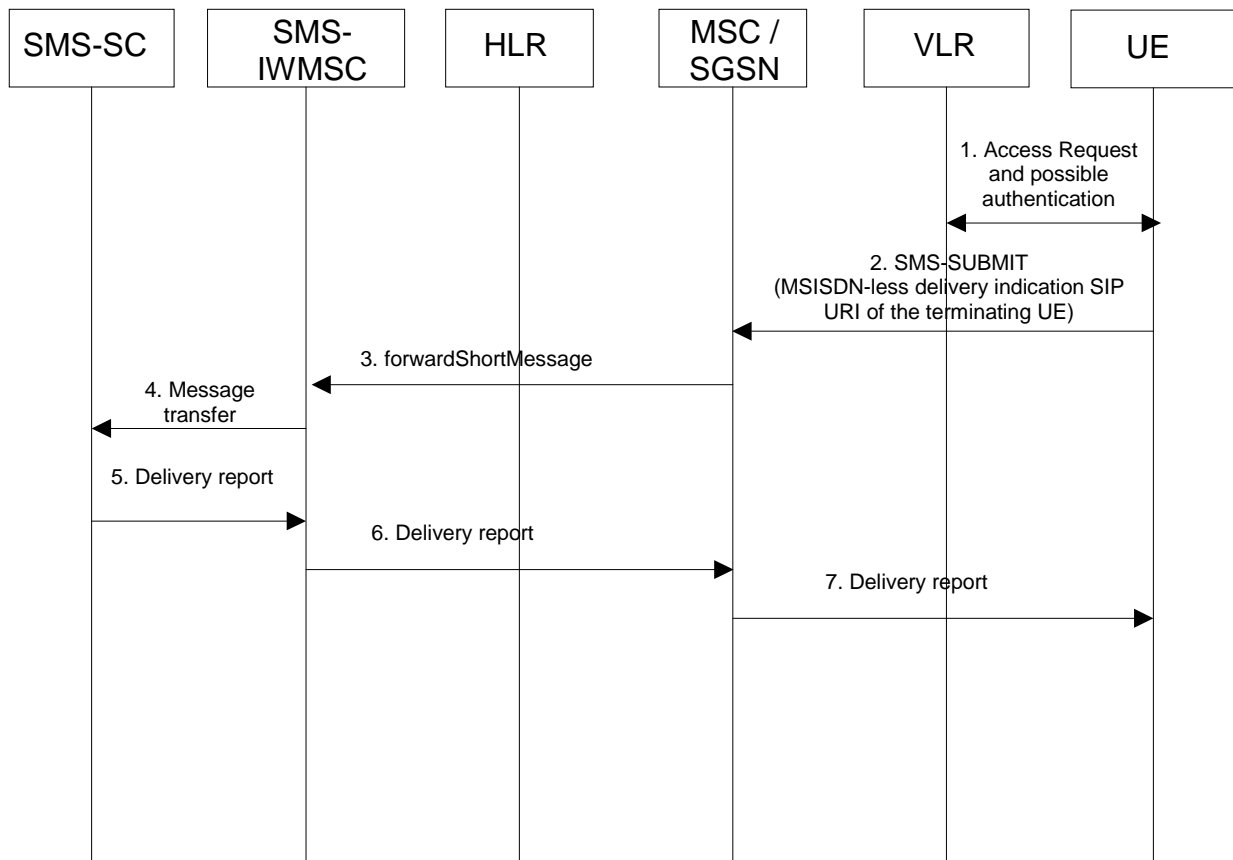 SMS-SC
SMS-
IWMSC
HLR
MSC /
SGSN
VLR
UE
1. Access Request
and possible
authentication
2. SMS-SUBMIT
(MSISDN-less delivery indication SIP
URI of the terminating UE)
3. forwardShortMessage
4. Message
transfer
5. Delivery report
6. Delivery report
7. Delivery report